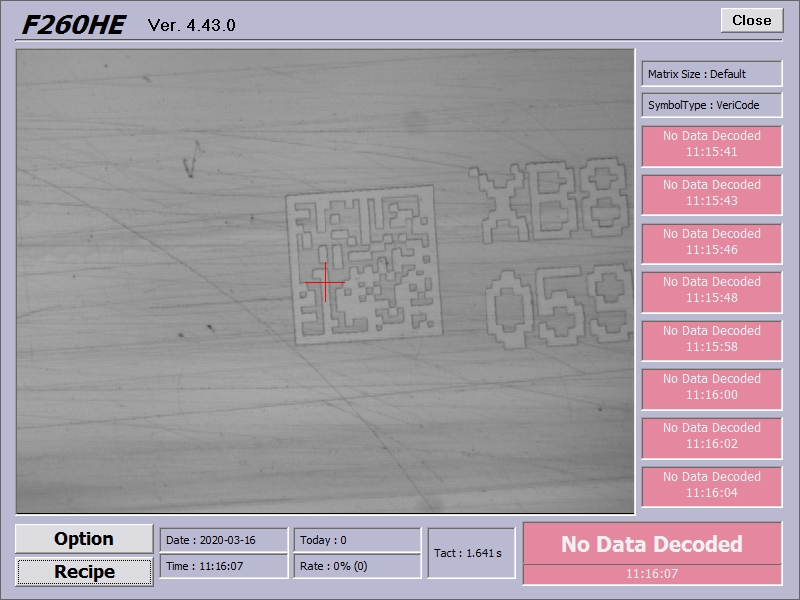 F260HE Ver. 4.43.0
Close
XB8
059
Matrix Size : Default
SymbolType : VeriCode
No Data Decoded
11:15:41
No Data Decoded
11:15:43
No Data Decoded
11:15:46
No Data Decoded
11:15:48
No Data Decoded
11:15:58
No Data Decoded
11:16:00
No Data Decoded
11:16:02
No Data Decoded
11:16:04
Option
Recipe
Date : 2020-03-16
Time : 11:16:07
Today : 0
Rate : 0% (0)
Tact : 1.641 s
No Data Decoded
11:16:07